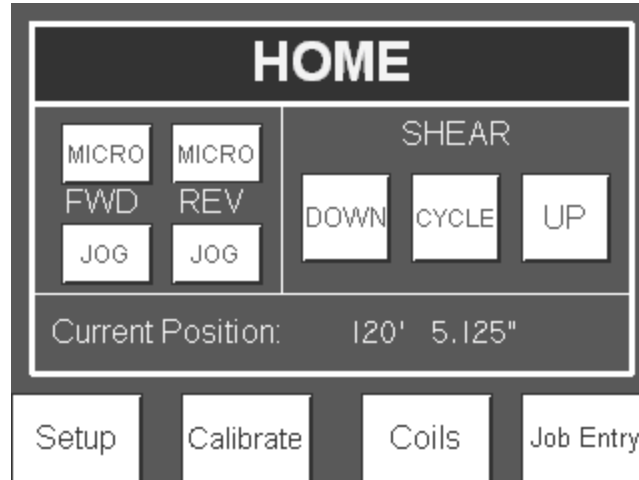 HOME
MICRO MICRO
FWD REV
JOG JOG
SHEAR
DOWN CYCLE UP
Current Position: 120' 5.125"
Setup Calibrate Coils Job Entry